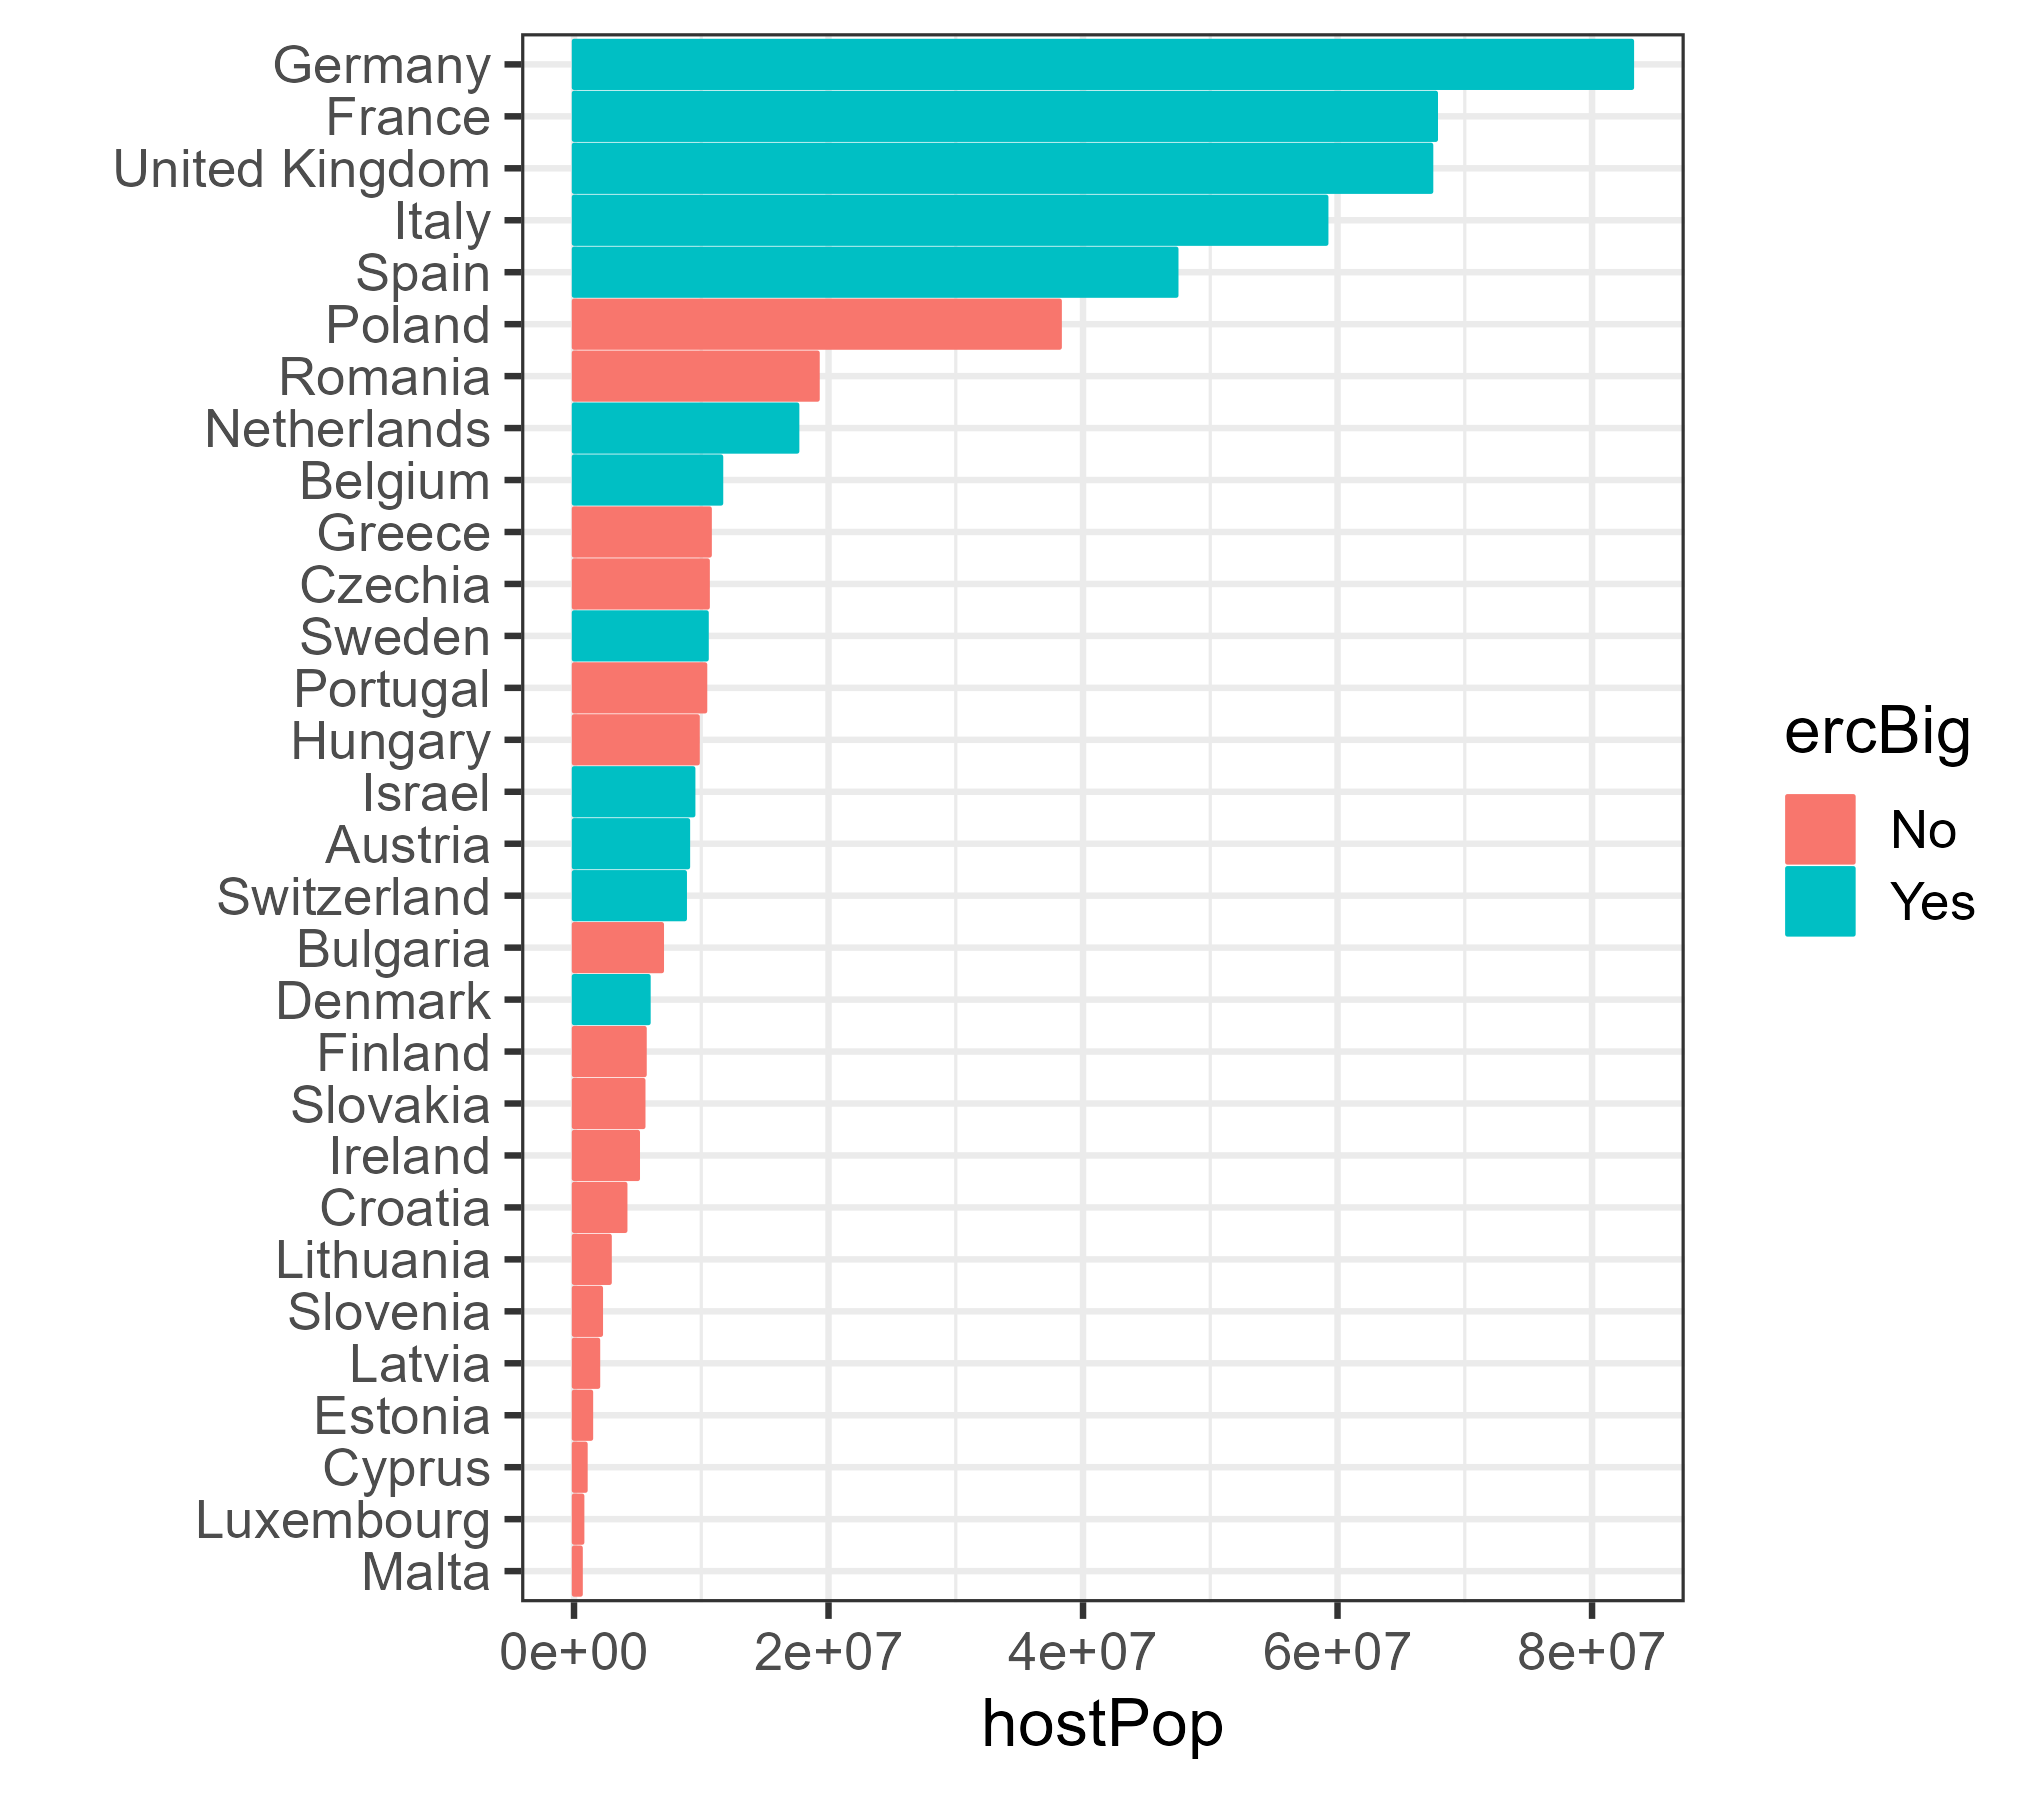 Germany
France
United Kingdom
Italy
Spain
Poland
Romania
Netherlands
Belgium
Greece
Czechia
Sweden
Portugal
Hungary
Israel
Austria
Switzerland
Bulgaria
Denmark
Finland
Slovakia
Ireland
Croatia
Lithuania
Slovenia
Latvia
Estonia
Cyprus
Luxembourg
Malta
0e+00 2e+07 4e+07 6e+07 8e+07
hostPop
ercBig
No
Yes